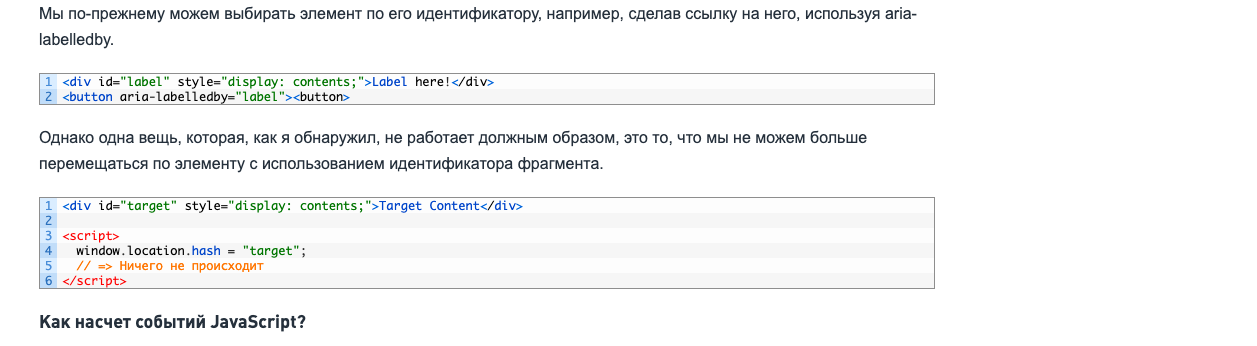 Мы по-прежнему можем выбирать элемент по его идентификатору, например, сделав ссылку на него, используя aria-
labelledby.
1 <div id="label" style="display: contents;">Label here!</div>
2 <button aria-labelledby="label"><button>
Однако одна вещь, которая, как я обнаружил, не работает должным образом, это то, что мы не можем больше
перемещаться по элементу с использованием идентификатора фрагмента.
1 <div id="target" style="display: contents;">Target Content</div>
2
3 <script>
4   window.location.hash = "target";
5   // => Ничего не происходит
6 </script>
Как насчет событий JavaScript?